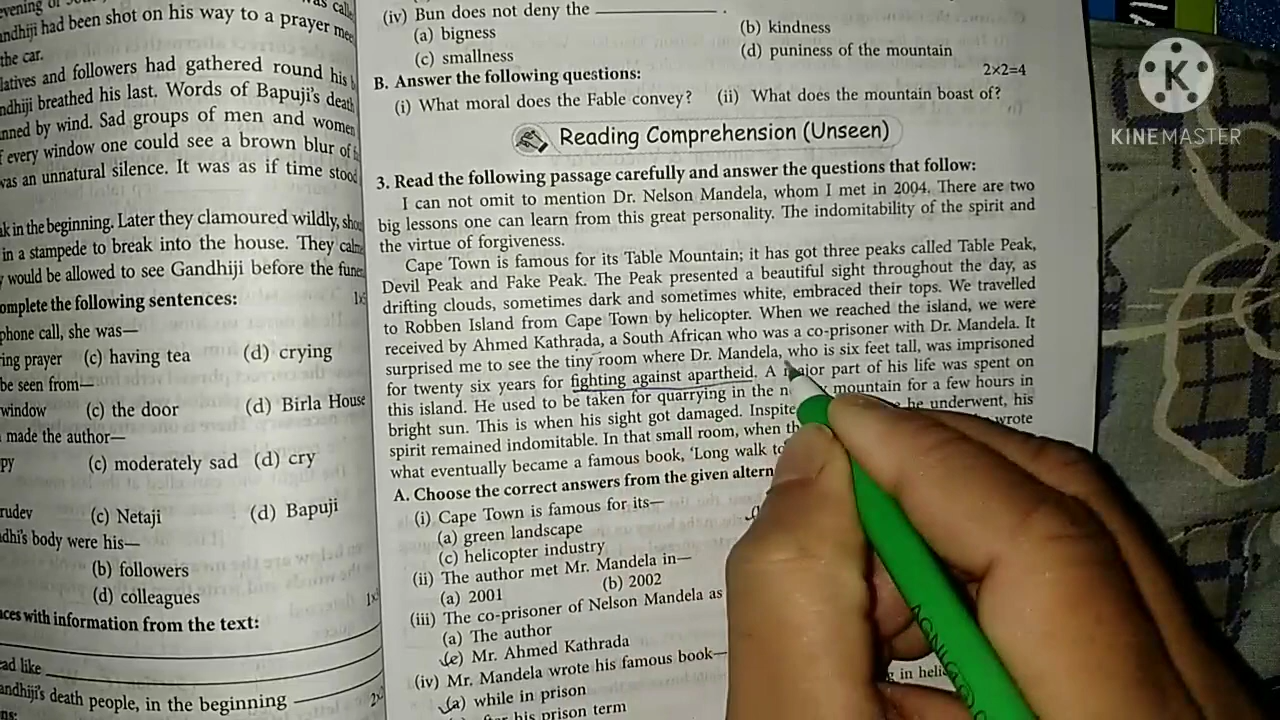 evening of
was calle
ndhiji had been shot on his way to a prayer mee
the car.
latives and followers had gathered round his
ndhiji breathed his last. Words of Bapuji's death
nned by wind. Sad groups of men and women
every window one could see a brown blur of
was an unnatural silence. It was as if time stood
ak in the beginning. Later they clamoured wildly,
in a stampede to break into the house. They calm
would be allowed to see Gandhiji before the fune
omplete the following sentences:
phone call, she was—
ring prayer (c) having tea (d) crying
be seen from—
window (c) the door (d) Birla House
made the author—
py (c) moderately sad (d) cry
rudev (c) Netaji (d) Bapuji
dhi's body were his—
(b) followers
(d) colleagues
ces with information from the text:
ad like
andhiji's death people, in the beginning
(iv) Bun does not deny the ____________ .
(a) bigness (b) kindness
(c) smallness (d) puniness of the mountain
B. Answer the following questions: 2×2=4
(i) What moral does the Fable convey? (ii) What does the mountain boast of?
Reading Comprehension (Unseen)
3. Read the following passage carefully and answer the questions that follow:
I can not omit to mention Dr. Nelson Mandela, whom I met in 2004. There are two
big lessons one can learn from this great personality. The indomitability of the spirit and
the virtue of forgiveness.
Cape Town is famous for its Table Mountain; it has got three peaks called Table Peak,
Devil Peak and Fake Peak. The Peak presented a beautiful sight throughout the day, as
drifting clouds, sometimes dark and sometimes white, embraced their tops. We travelled
to Robben Island from Cape Town by helicopter. When we reached the island, we were
received by Ahmed Kathrada, a South African who was a co-prisoner with Dr. Mandela. It
surprised me to see the tiny room where Dr. Mandela, who is six feet tall, was imprisoned
for twenty six years for fighting against apartheid. A major part of his life was spent on
this island. He used to be taken for quarrying in the mountain for a few hours in
bright sun. This is when his sight got damaged. Inspite he underwent, his
spirit remained indomitable. In that small room, when wrote
what eventually became a famous book, 'Long walk to
A. Choose the correct answers from the given altern
(i) Cape Town is famous for its—
(a) green landscape
(c) helicopter industry
(ii) The author met Mr. Mandela in—
(a) 2001 (b) 2002
(iii) The co-prisoner of Nelson Mandela as
(a) The author
(c) Mr. Ahmed Kathrada
(iv) Mr. Mandela wrote his famous book—
(a) while in prison
his prison term
in helic
K
KINEMASTER